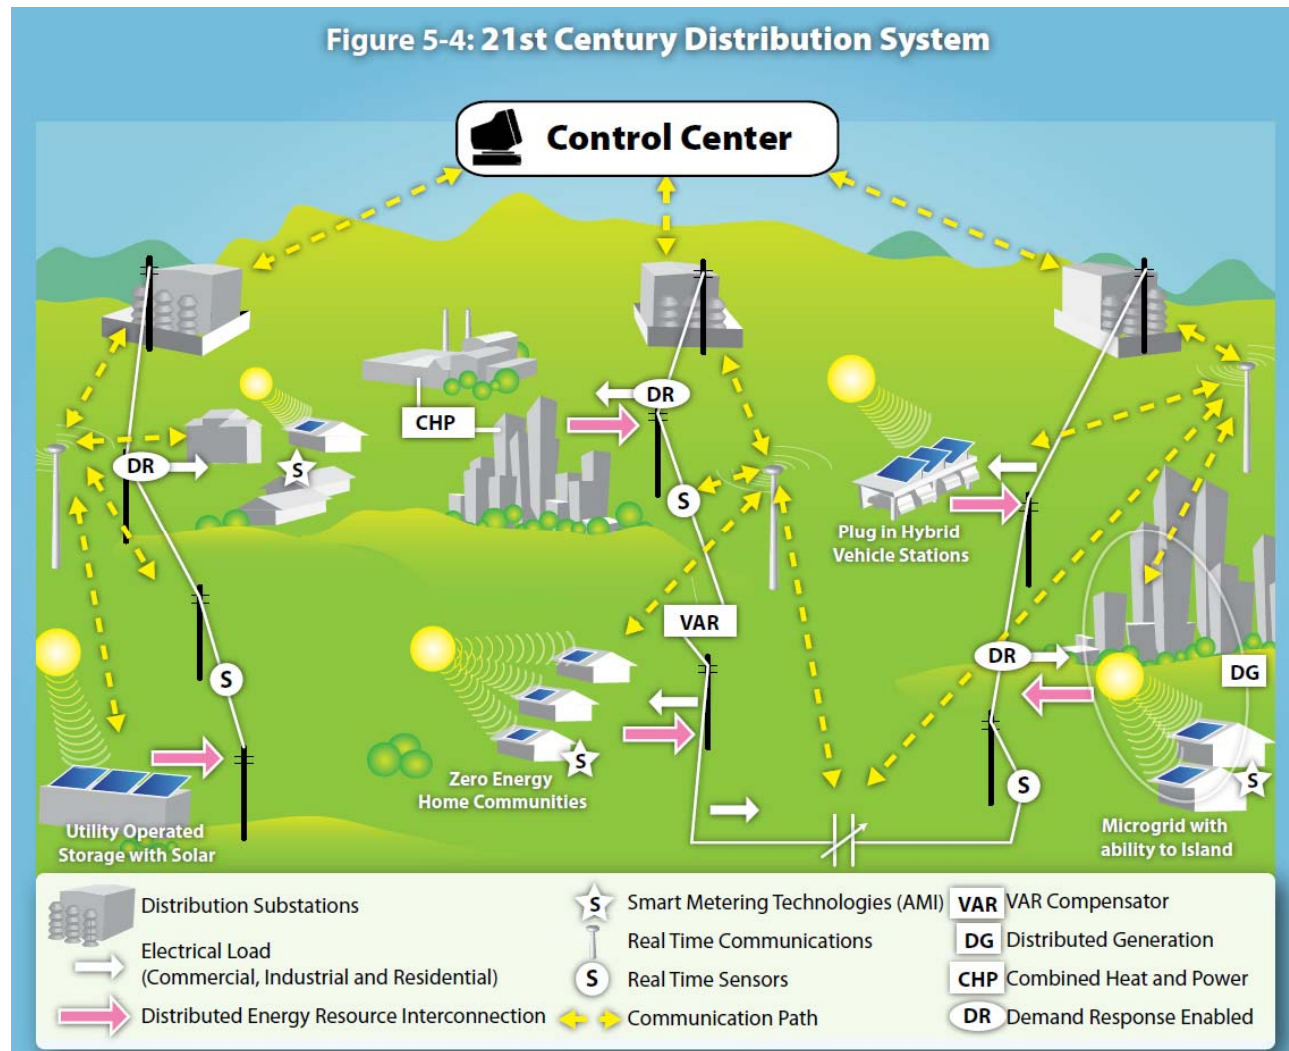 Figure 5-4: 21st Century Distribution System
Control Center
DR
CHP
DR
S
S
Plug in Hybrid
Vehicle Stations
VAR
DR
DG
S
S
Zero Energy
Home Communities
S
S
Utility Operated
Storage with Solar
Microgrid with
ability to Island
Distribution Substations
Electrical Load
(Commercial, Industrial and Residential)
Distributed Energy Resource Interconnection
S Smart Metering Technologies (AMI)
Real Time Communications
S Real Time Sensors
Communication Path
VAR VAR Compensator
DG Distributed Generation
CHP Combined Heat and Power
DR Demand Response Enabled